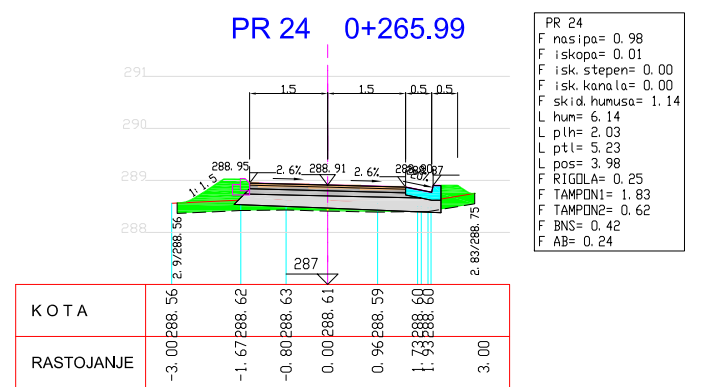 PR 24 0+265.99
PR 24
F nasipa= 0.98
F iskopa= 0.01
F isk.stepen= 0.00
F isk.kanala= 0.00
F skid.humusa= 1.14
L hum= 6.14
L plh= 2.03
L ptl= 5.23
L pos= 3.98
F RIGOLA= 0.25
F TAMPON1= 1.83
F TAMPON2= 0.62
F BNS= 0.42
F AB= 0.24
291
290
289
288
1.5 1.5 0.5 0.5
288.95 2.6% 288.91 2.6%
20%
1:1.5
2.9/288.56
2.83/288.75
287
KOTA 288.56 288.62 288.63 288.61 288.59 288.60 288.60
RASTOJANJE -3.00 -1.67 -0.80 0.00 0.96 1.73 1.93 3.00